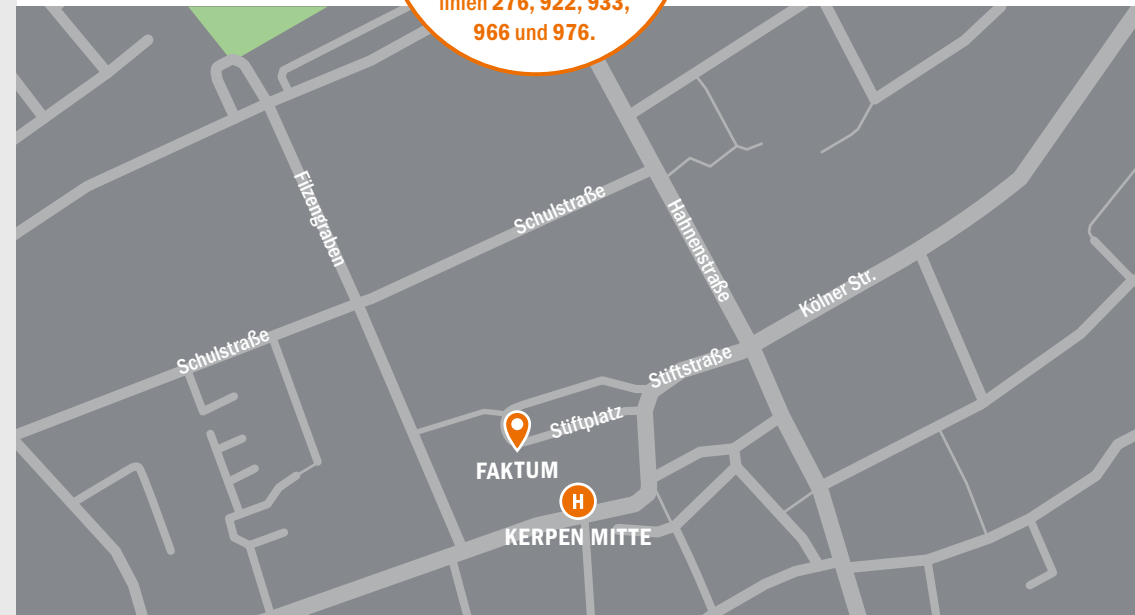 linien 276, 922, 933,
966 und 976.
Filzengraben
Schulstraße
Hahnenstraße
Kölner Str.
Schulstraße
Stiftstraße
Stiftplatz
FAKTUM
H
KERPEN MITTE